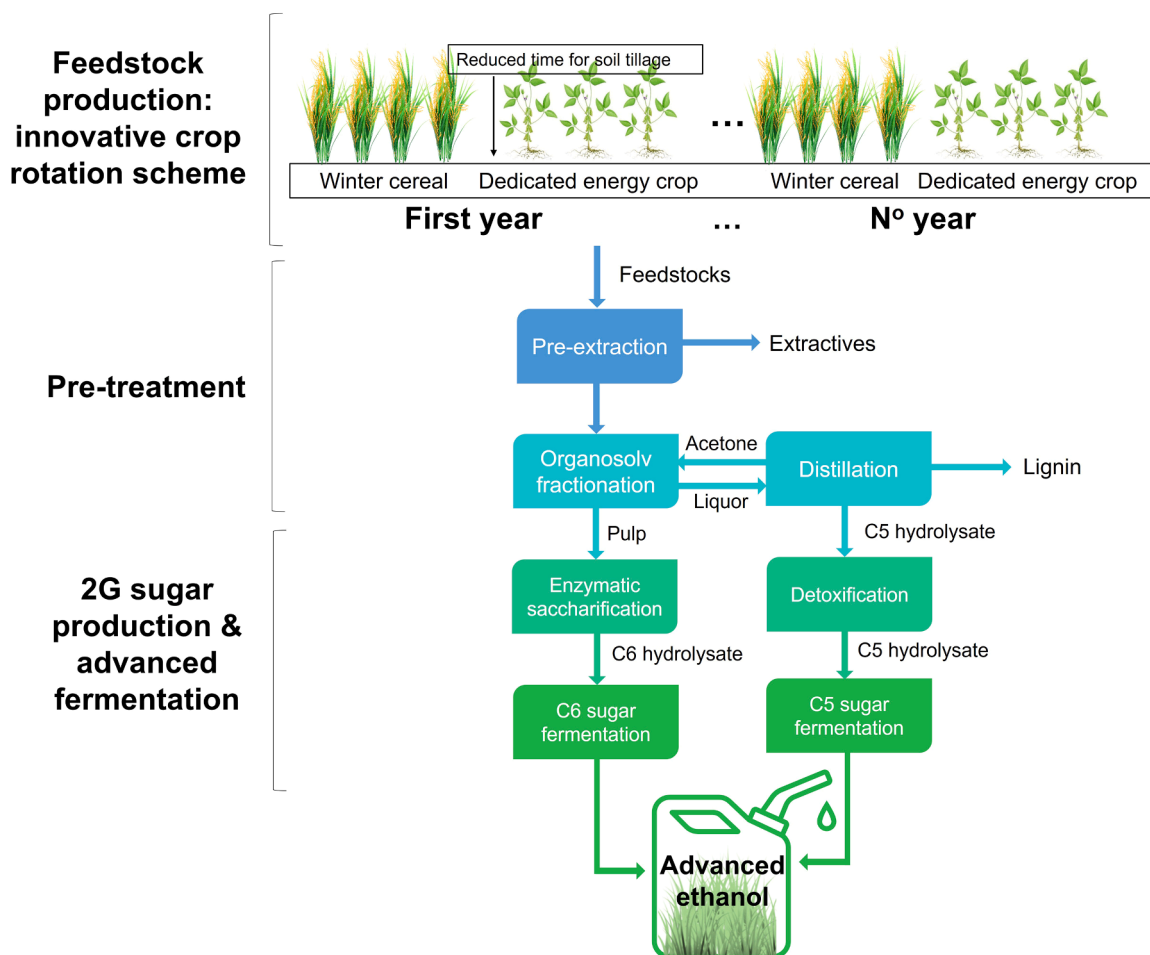 Feedstock
production:
innovative crop
rotation scheme
Reduced time for soil tillage
...
Winter cereal
Dedicated energy crop
Winter cereal
Dedicated energy crop
First year
...
Nº year
Feedstocks
Pre-treatment
Pre-extraction
Extractives
Organosolv
fractionation
Acetone
Liquor
Distillation
Lignin
Pulp
C5 hydrolysate
2G sugar
production &
advanced
fermentation
Enzymatic
saccharification
Detoxification
C6 hydrolysate
C5 hydrolysate
C6 sugar
fermentation
C5 sugar
fermentation
Advanced
ethanol